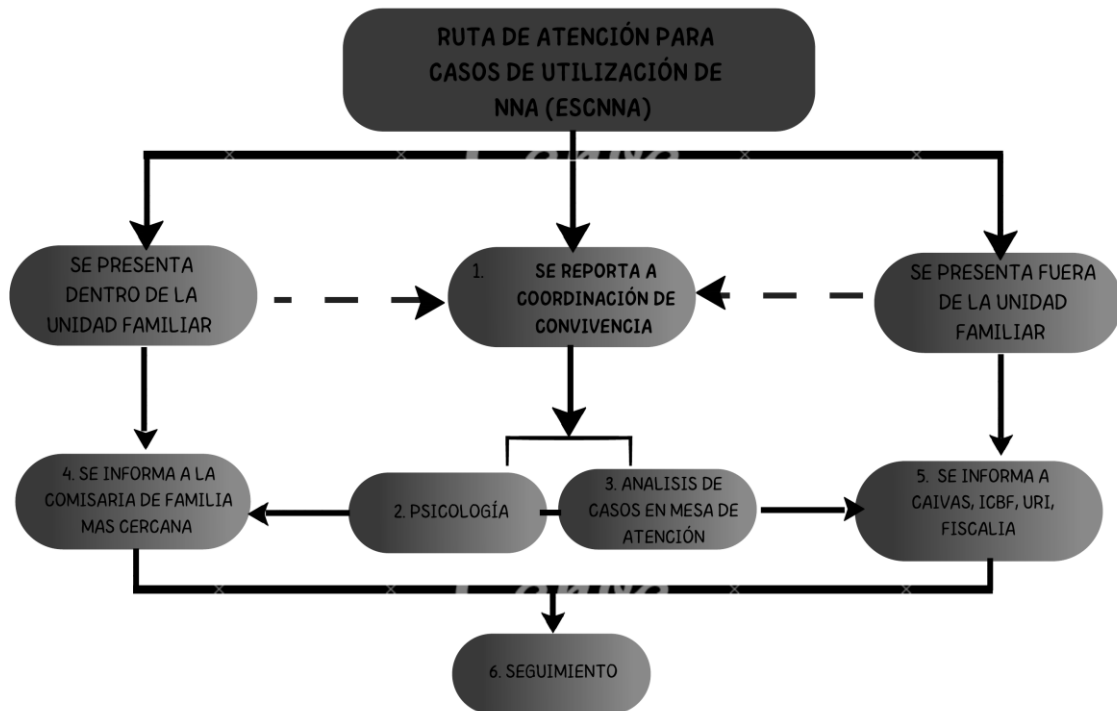 RUTA DE ATENCIÓN PARA
CASOS DE UTILIZACIÓN DE
NNA (ESCNNA)
SE PRESENTA
DENTRO DE LA
UNIDAD FAMILIAR
1. SE REPORTA A
COORDINACIÓN DE
CONVIVENCIA
SE PRESENTA FUERA
DE LA UNIDAD
FAMILIAR
4. SE INFORMA A LA
COMISARIA DE FAMILIA
MAS CERCANA
2. PSICOLOGÍA
3. ANALISIS DE
CASOS EN MESA DE
ATENCIÓN
5. SE INFORMA A
CAIVAS, ICBF, URI,
FISCALIA
6. SEGUIMIENTO